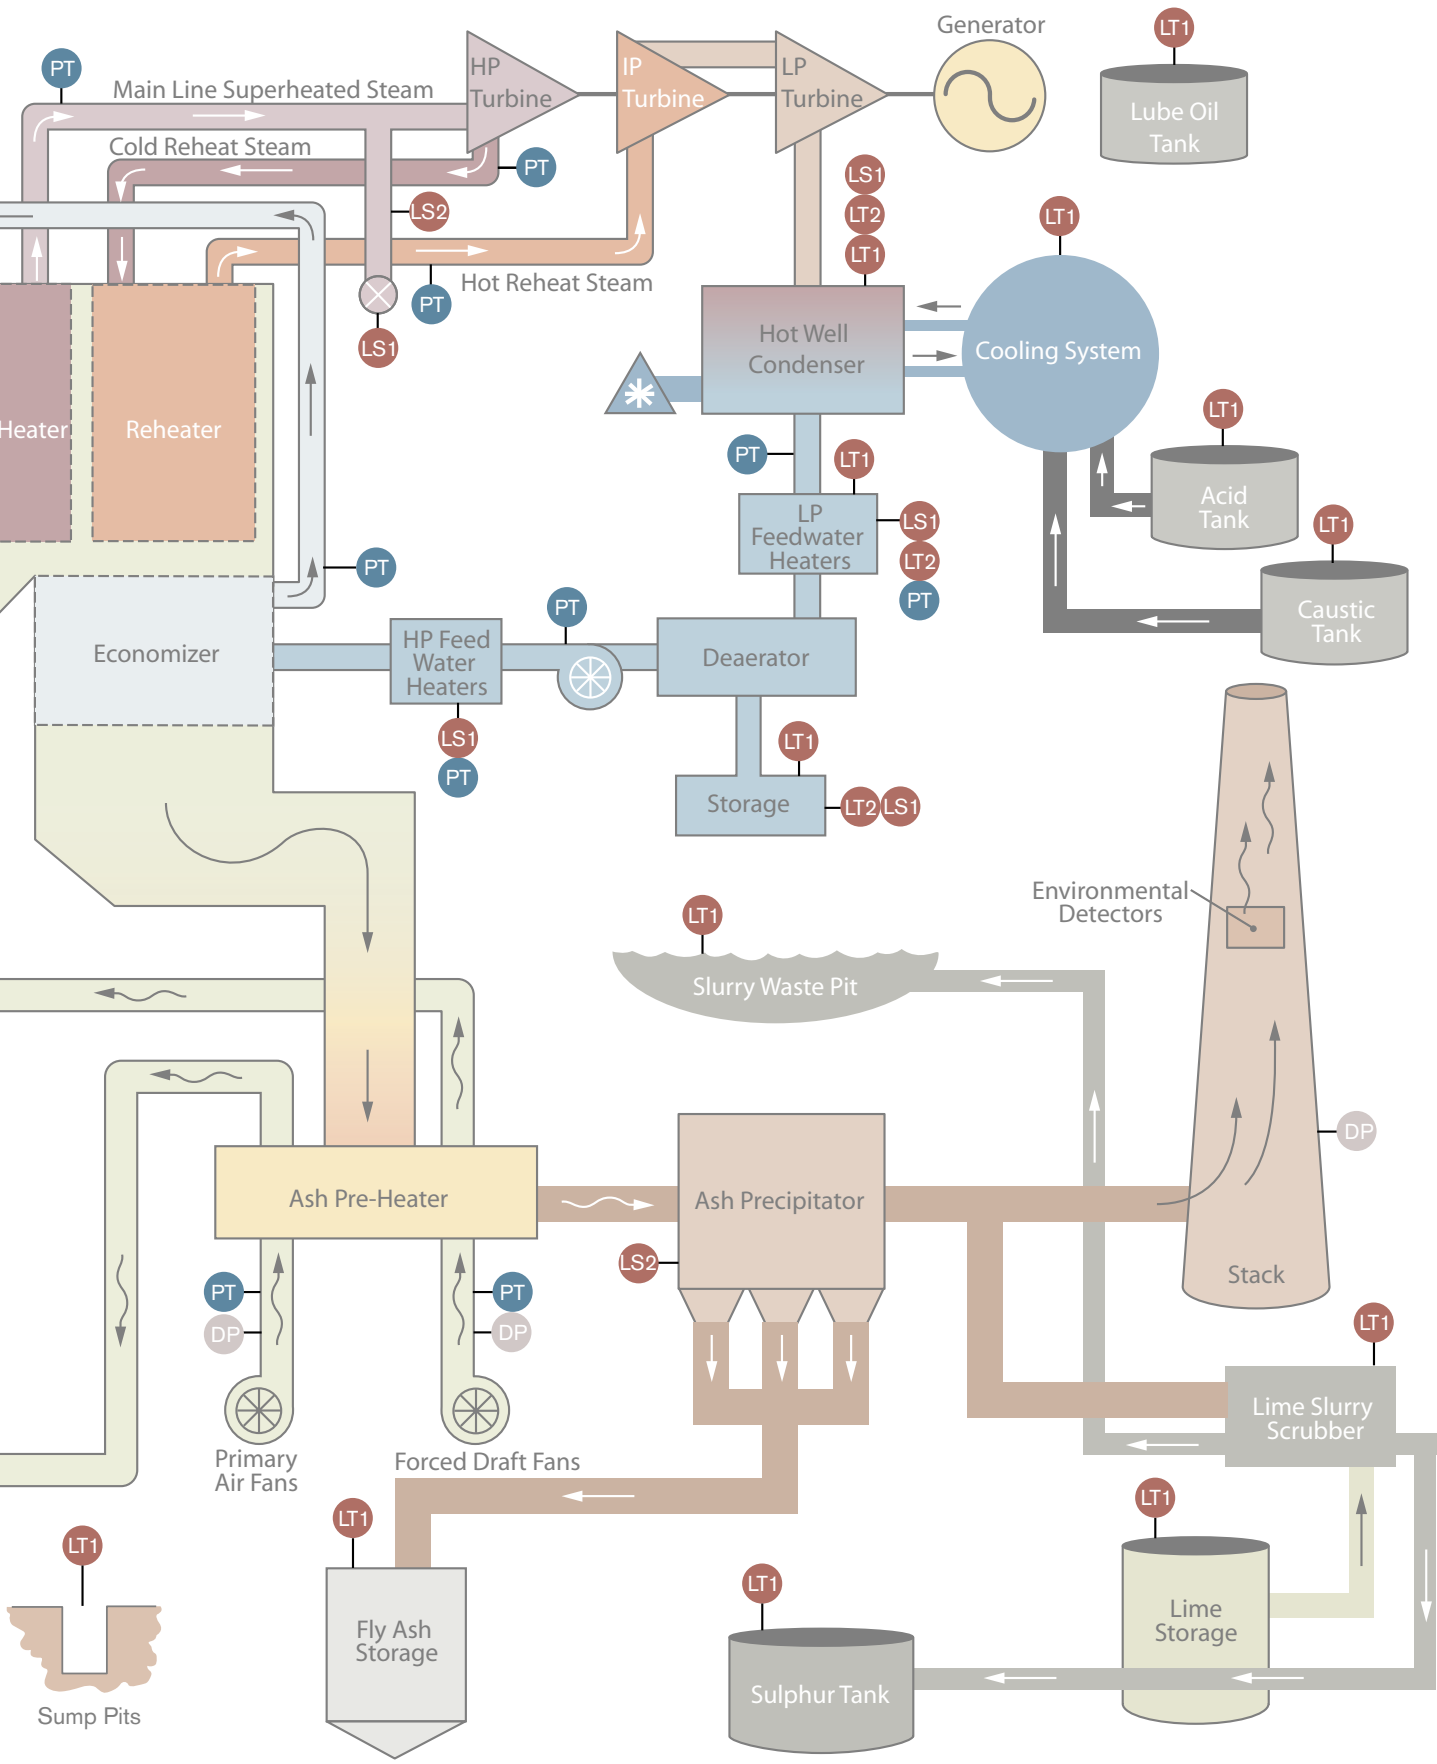 Generator
LT1
PT
HP
Turbine
IP
Turbine
LP
Turbine
Main Line Superheated Steam
Lube Oil
Tank
Cold Reheat Steam
PT
LS1
LS2
LT2
LT1
LT1
Hot Reheat Steam
PT
LS1
Hot Well
Condenser
Cooling System
Heater
Reheater
LT1
PT
LT1
Acid
Tank
LP
Feedwater
Heaters
LS1
LT2
PT
LT1
PT
PT
Caustic
Tank
Economizer
HP Feed
Water
Heaters
Deaerator
LS1
PT
LT1
Storage
LT2
LS1
Environmental
Detectors
LT1
Slurry Waste Pit
DP
Ash Pre-Heater
Ash Precipitator
LS2
Stack
PT
DP
PT
DP
LT1
Lime Slurry
Scrubber
Primary
Air Fans
Forced Draft Fans
LT1
LT1
LT1
LT1
Fly Ash
Storage
Lime
Storage
Sulphur Tank
Sump Pits